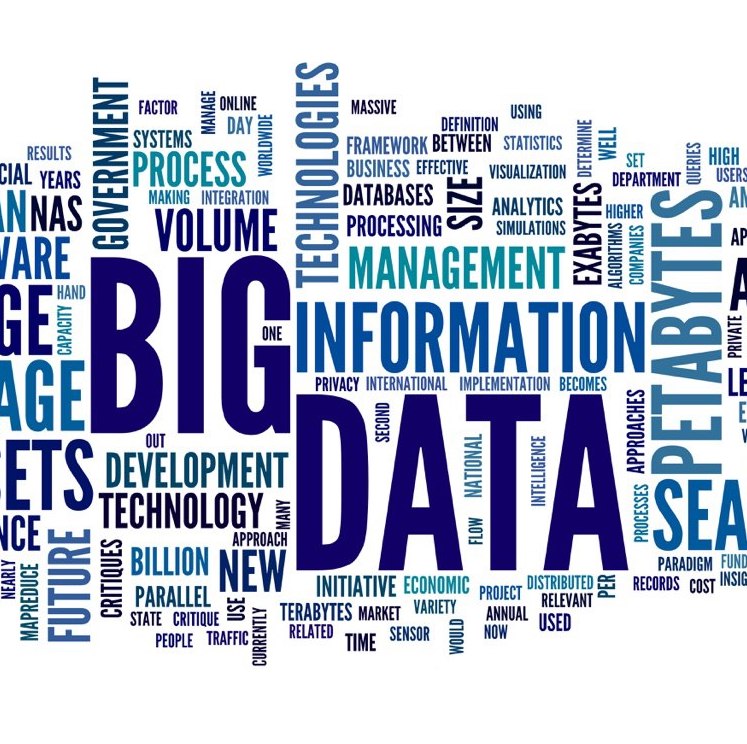 RESULTS
CIAL YEARS
AN NAS
WARE
GE
HAND
CAPACITY
AGE
SETS
NCE
NEARLY
MAPREDUCE
FUTURE
GOVERNMENT
FACTOR
MANAGE
ONLINE
DAY
WORLDWIDE
SYSTEMS
PROCESS
MAKING INTEGRATION
VOLUME
BIG
ONE
OUT
DEVELOPMENT
TECHNOLOGY
MANY
APPROACH
CRITIQUES
BILLION
NEW
PARALLEL
USE
STATE CRITIQUE
PEOPLE TRAFFIC
CURRENTLY
TECHNOLOGIES
MASSIVE
USING
DEFINITION
FRAMEWORK BETWEEN STATISTICS
BUSINESS EFFECTIVE VISUALIZATION
DATABASES
SIZE
ANALYTICS
PROCESSING
SIMULATIONS
MANAGEMENT
DETERMINE
WELL
EXABYTES
HIGHER
ALGORITHMS
COMPANIES
SET
DEPARTMENT
QUERIES
HIGH
USERS
AN
AP
A
PRIVATE
LE
E
INFORMATION
PRIVACY INTERNATIONAL IMPLEMENTATION BECOMES
SECOND
DATA
NATIONAL
FLOW
INTELLIGENCE
APPROACHES
PETABYTES
PROCESSES
SEA
PARADIGM FUND
RECORDS COST INSIG
INITIATIVE ECONOMIC PROJECT DISTRIBUTED
PER
TERABYTES MARKET VARIETY ANNUAL RELEVANT
RELATED
TIME SENSOR
WOULD
NOW USED